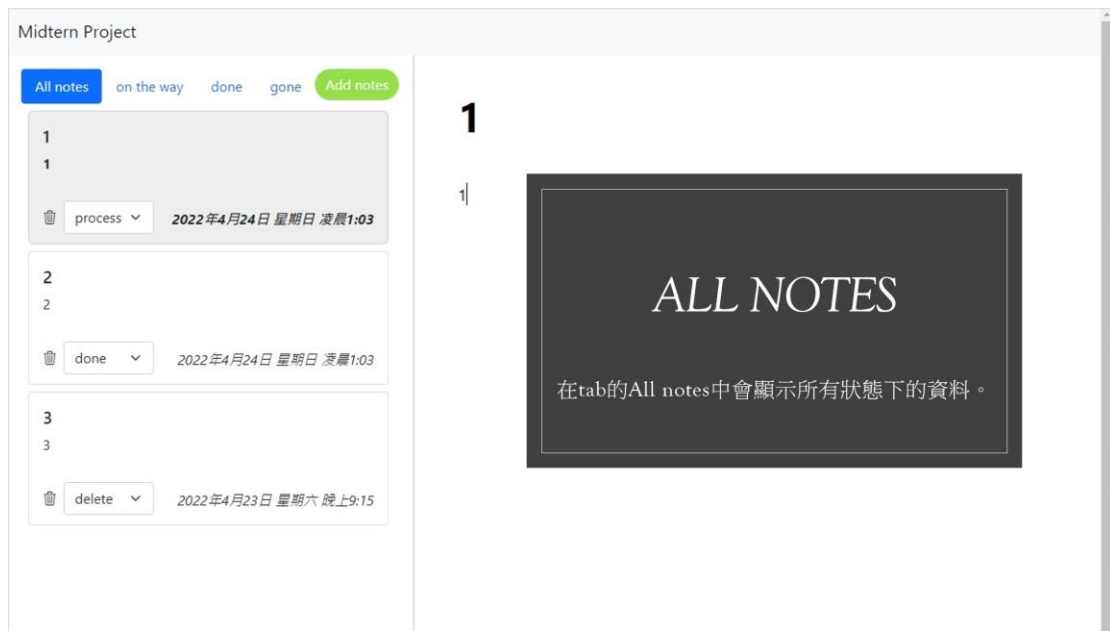 Midtern Project
All notes on the way done gone Add notes
1
1
process 2022年4月24日 星期日 凌晨1:03
2
2
done 2022年4月24日 星期日 凌晨1:03
3
3
delete 2022年4月23日 星期六 晚上9:15
1
1
ALL NOTES
在tab的All notes中會顯示所有狀態下的資料。